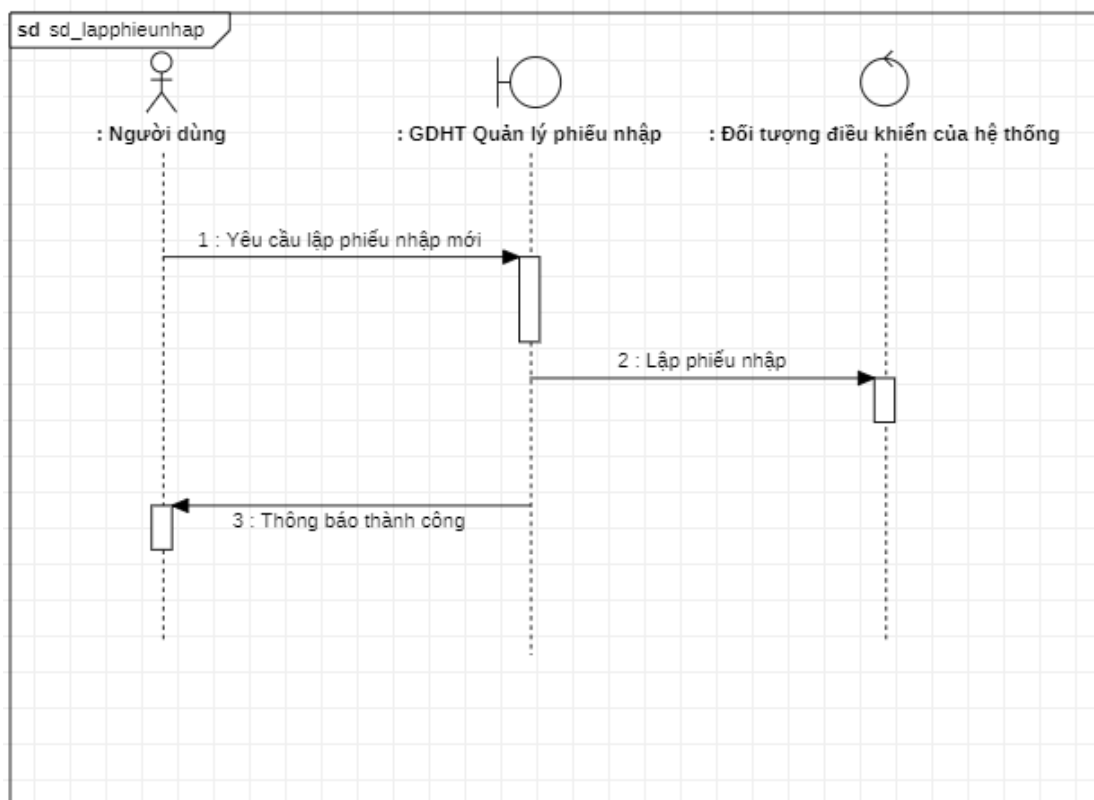 sd sd_lapphieunhap
: Người dùng
: GDHT Quản lý phiếu nhập
: Đối tượng điều khiển của hệ thống
1 : Yêu cầu lập phiếu nhập mới
2 : Lập phiếu nhập
3 : Thông báo thành công